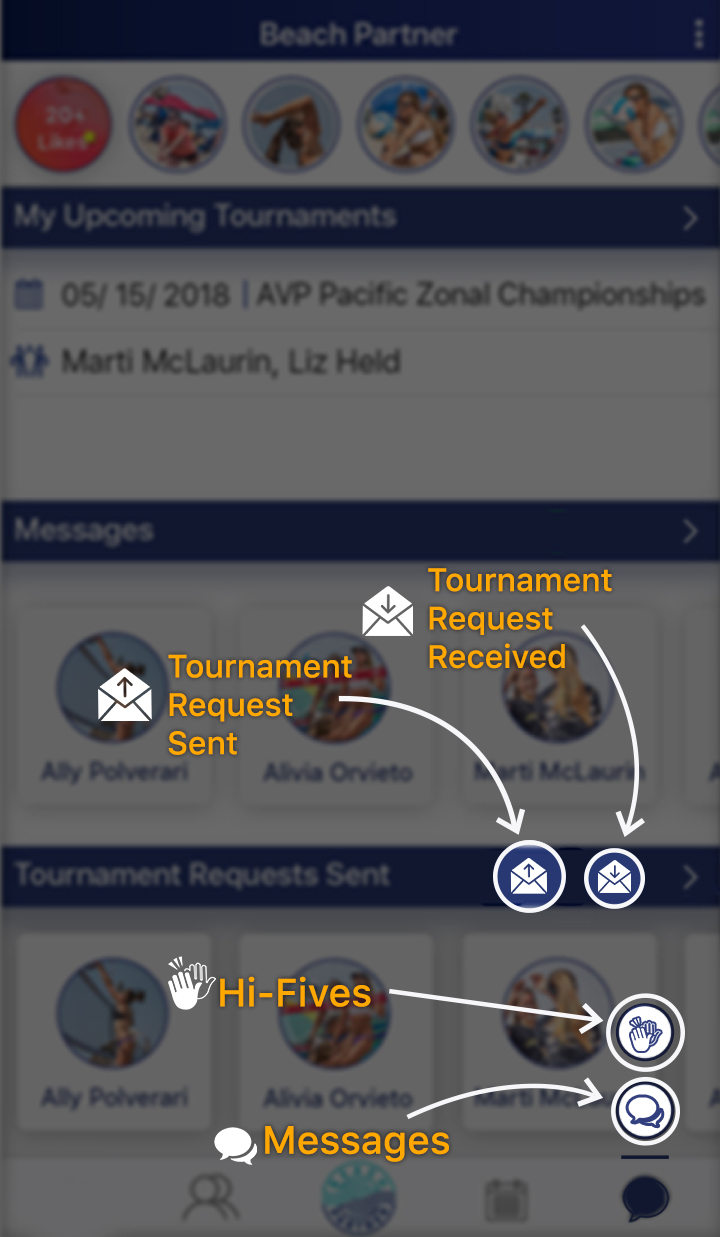 Beach Partner
20+
Likes
My Upcoming Tournaments
05/ 15/ 2018 | AVP Pacific Zonal Championships
Marti McLaurin, Liz Held
Messages
Tournament
Request
Received
Tournament
Request
Sent
Ally Polverari
Alivia Orvieto
Marti McLaurin
Tournament Requests Sent
Hi-Fives
Ally Polverari
Alivia Orvieto
Messages
PARTNER